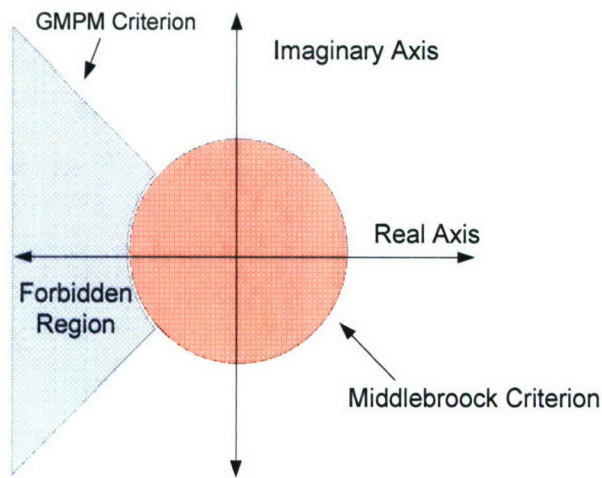 GMPM Criterion
Imaginary Axis
Real Axis
Forbidden
Region
Middlebroock Criterion